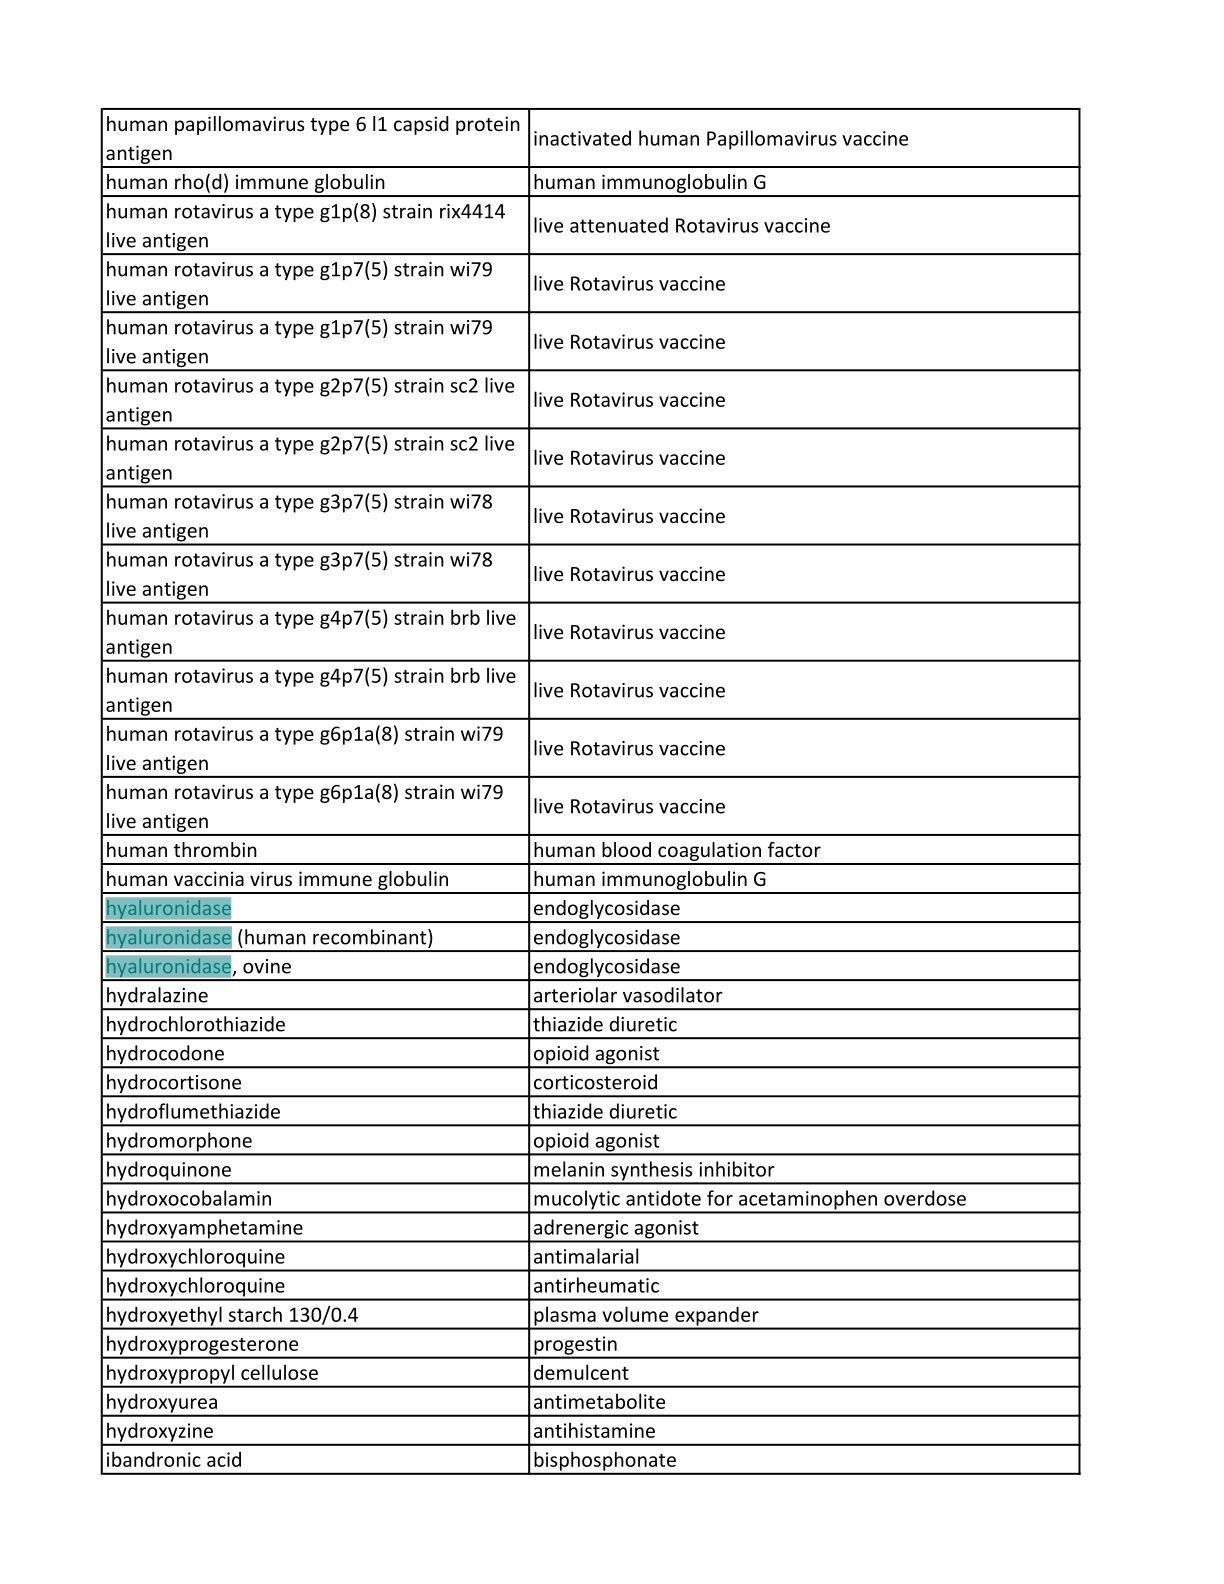 human papillomavirus type 6 l1 capsid protein
antigen
inactivated human Papillomavirus vaccine
human rho(d) immune globulin
human immunoglobulin G
human rotavirus a type g1p(8) strain rix4414
live antigen
live attenuated Rotavirus vaccine
human rotavirus a type g1p7(5) strain wi79
live antigen
live Rotavirus vaccine
human rotavirus a type g1p7(5) strain wi79
live antigen
live Rotavirus vaccine
human rotavirus a type g2p7(5) strain sc2 live
antigen
live Rotavirus vaccine
human rotavirus a type g2p7(5) strain sc2 live
antigen
live Rotavirus vaccine
human rotavirus a type g3p7(5) strain wi78
live antigen
live Rotavirus vaccine
human rotavirus a type g3p7(5) strain wi78
live antigen
live Rotavirus vaccine
human rotavirus a type g4p7(5) strain brb live
antigen
live Rotavirus vaccine
human rotavirus a type g4p7(5) strain brb live
antigen
live Rotavirus vaccine
human rotavirus a type g6p1a(8) strain wi79
live antigen
live Rotavirus vaccine
human rotavirus a type g6p1a(8) strain wi79
live antigen
live Rotavirus vaccine
human thrombin
human blood coagulation factor
human vaccinia virus immune globulin
human immunoglobulin G
hyaluronidase
endoglycosidase
hyaluronidase (human recombinant)
endoglycosidase
hyaluronidase, ovine
endoglycosidase
hydralazine
arteriolar vasodilator
hydrochlorothiazide
thiazide diuretic
hydrocodone
opioid agonist
hydrocortisone
corticosteroid
hydroflumethiazide
thiazide diuretic
hydromorphone
opioid agonist
hydroquinone
melanin synthesis inhibitor
hydroxocobalamin
mucolytic antidote for acetaminophen overdose
hydroxyamphetamine
adrenergic agonist
hydroxychloroquine
antimalarial
hydroxychloroquine
antirheumatic
hydroxyethyl starch 130/0.4
plasma volume expander
hydroxyprogesterone
progestin
hydroxypropyl cellulose
demulcent
hydroxyurea
antimetabolite
hydroxyzine
antihistamine
ibandronic acid
bisphosphonate